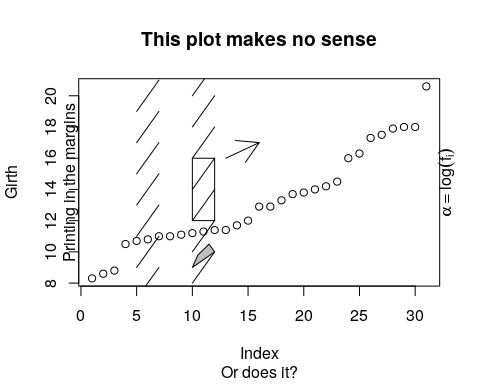 This plot makes no sense
Girth
20
18
16
14
12
10
8
Printing in the margins
α = log(fᵢ)
0 5 10 15 20 25 30
Index
Or does it?